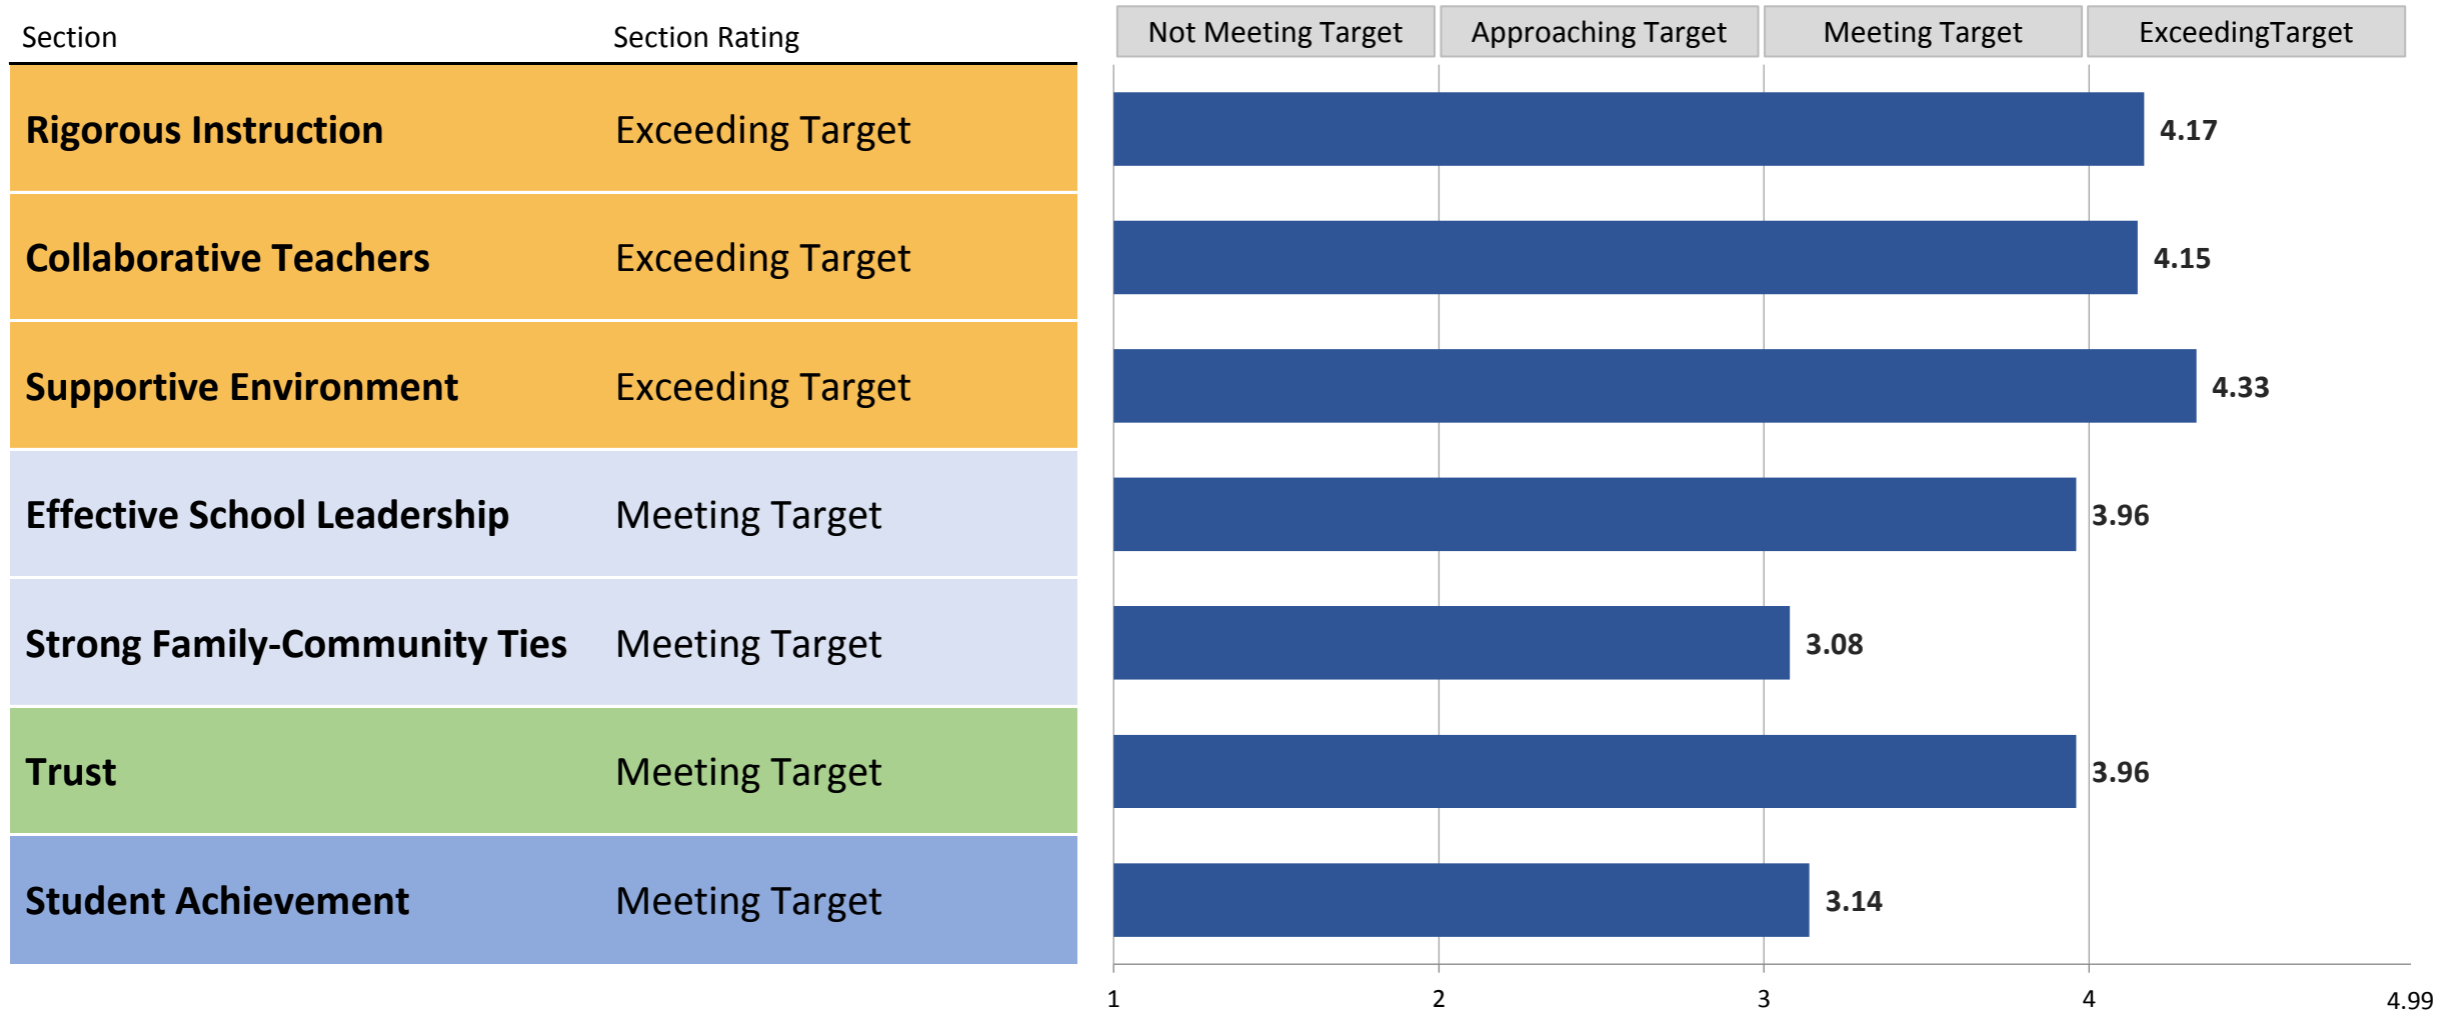 Section Section Rating Not Meeting Target Approaching Target Meeting Target ExceedingTarget
Rigorous Instruction Exceeding Target 4.17
Collaborative Teachers Exceeding Target 4.15
Supportive Environment Exceeding Target 4.33
Effective School Leadership Meeting Target 3.96
Strong Family-Community Ties Meeting Target 3.08
Trust Meeting Target 3.96
Student Achievement Meeting Target 3.14
1 2 3 4 4.99